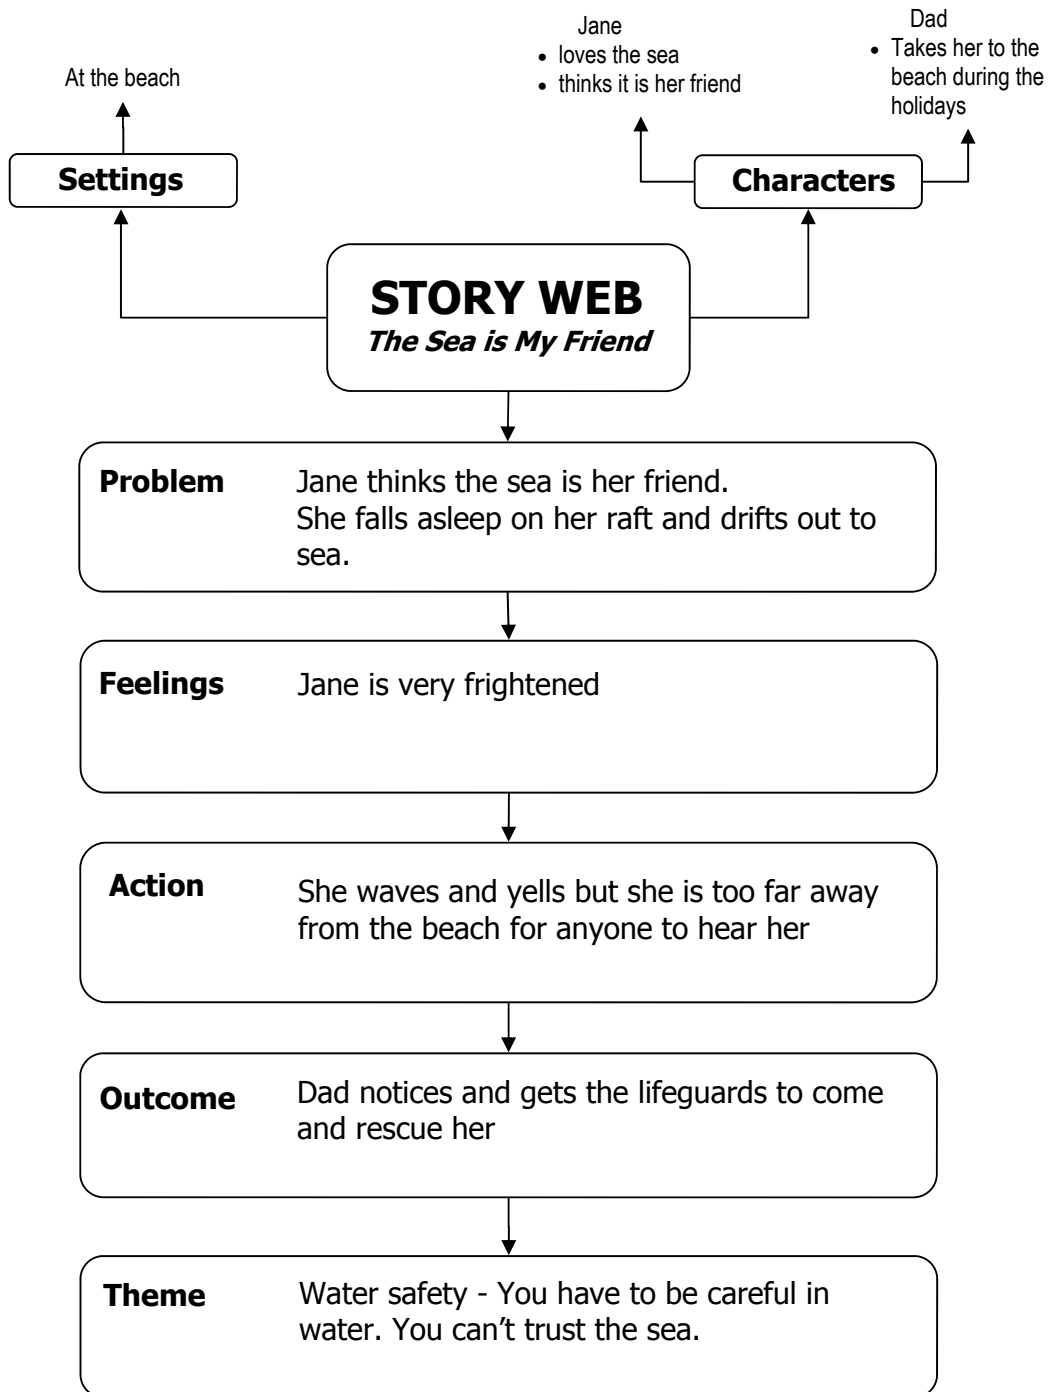 Jane
• loves the sea
• thinks it is her friend
Dad
• Takes her to the
beach during the
holidays
At the beach
Settings
Characters
STORY WEB
The Sea is My Friend
Problem
Jane thinks the sea is her friend.
She falls asleep on her raft and drifts out to
sea.
Feelings
Jane is very frightened
Action
She waves and yells but she is too far away
from the beach for anyone to hear her
Outcome
Dad notices and gets the lifeguards to come
and rescue her
Theme
Water safety - You have to be careful in
water. You can’t trust the sea.